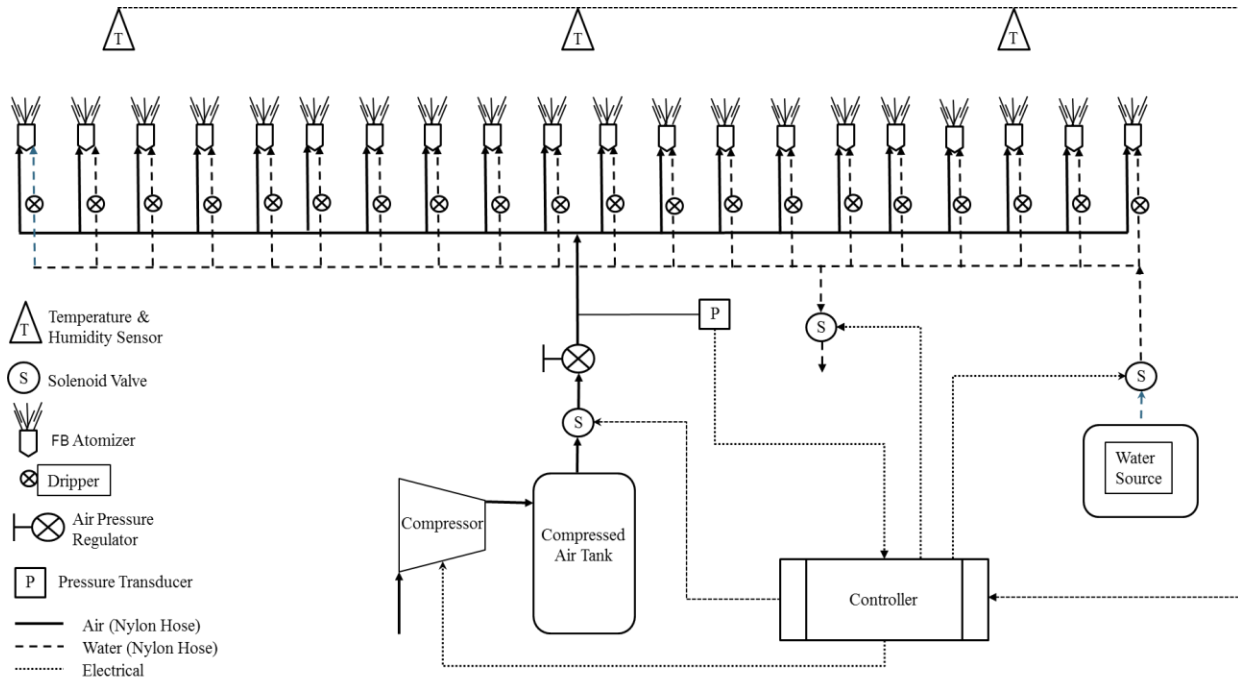 T
T
T
T
Temperature &
Humidity Sensor
P
S
S
Solenoid Valve
S
FB Atomizer
S
Water
Source
Dripper
Compressor
Compressed
Air Tank
Air Pressure
Regulator
P
Pressure Transducer
Controller
Air (Nylon Hose)
Water (Nylon Hose)
Electrical